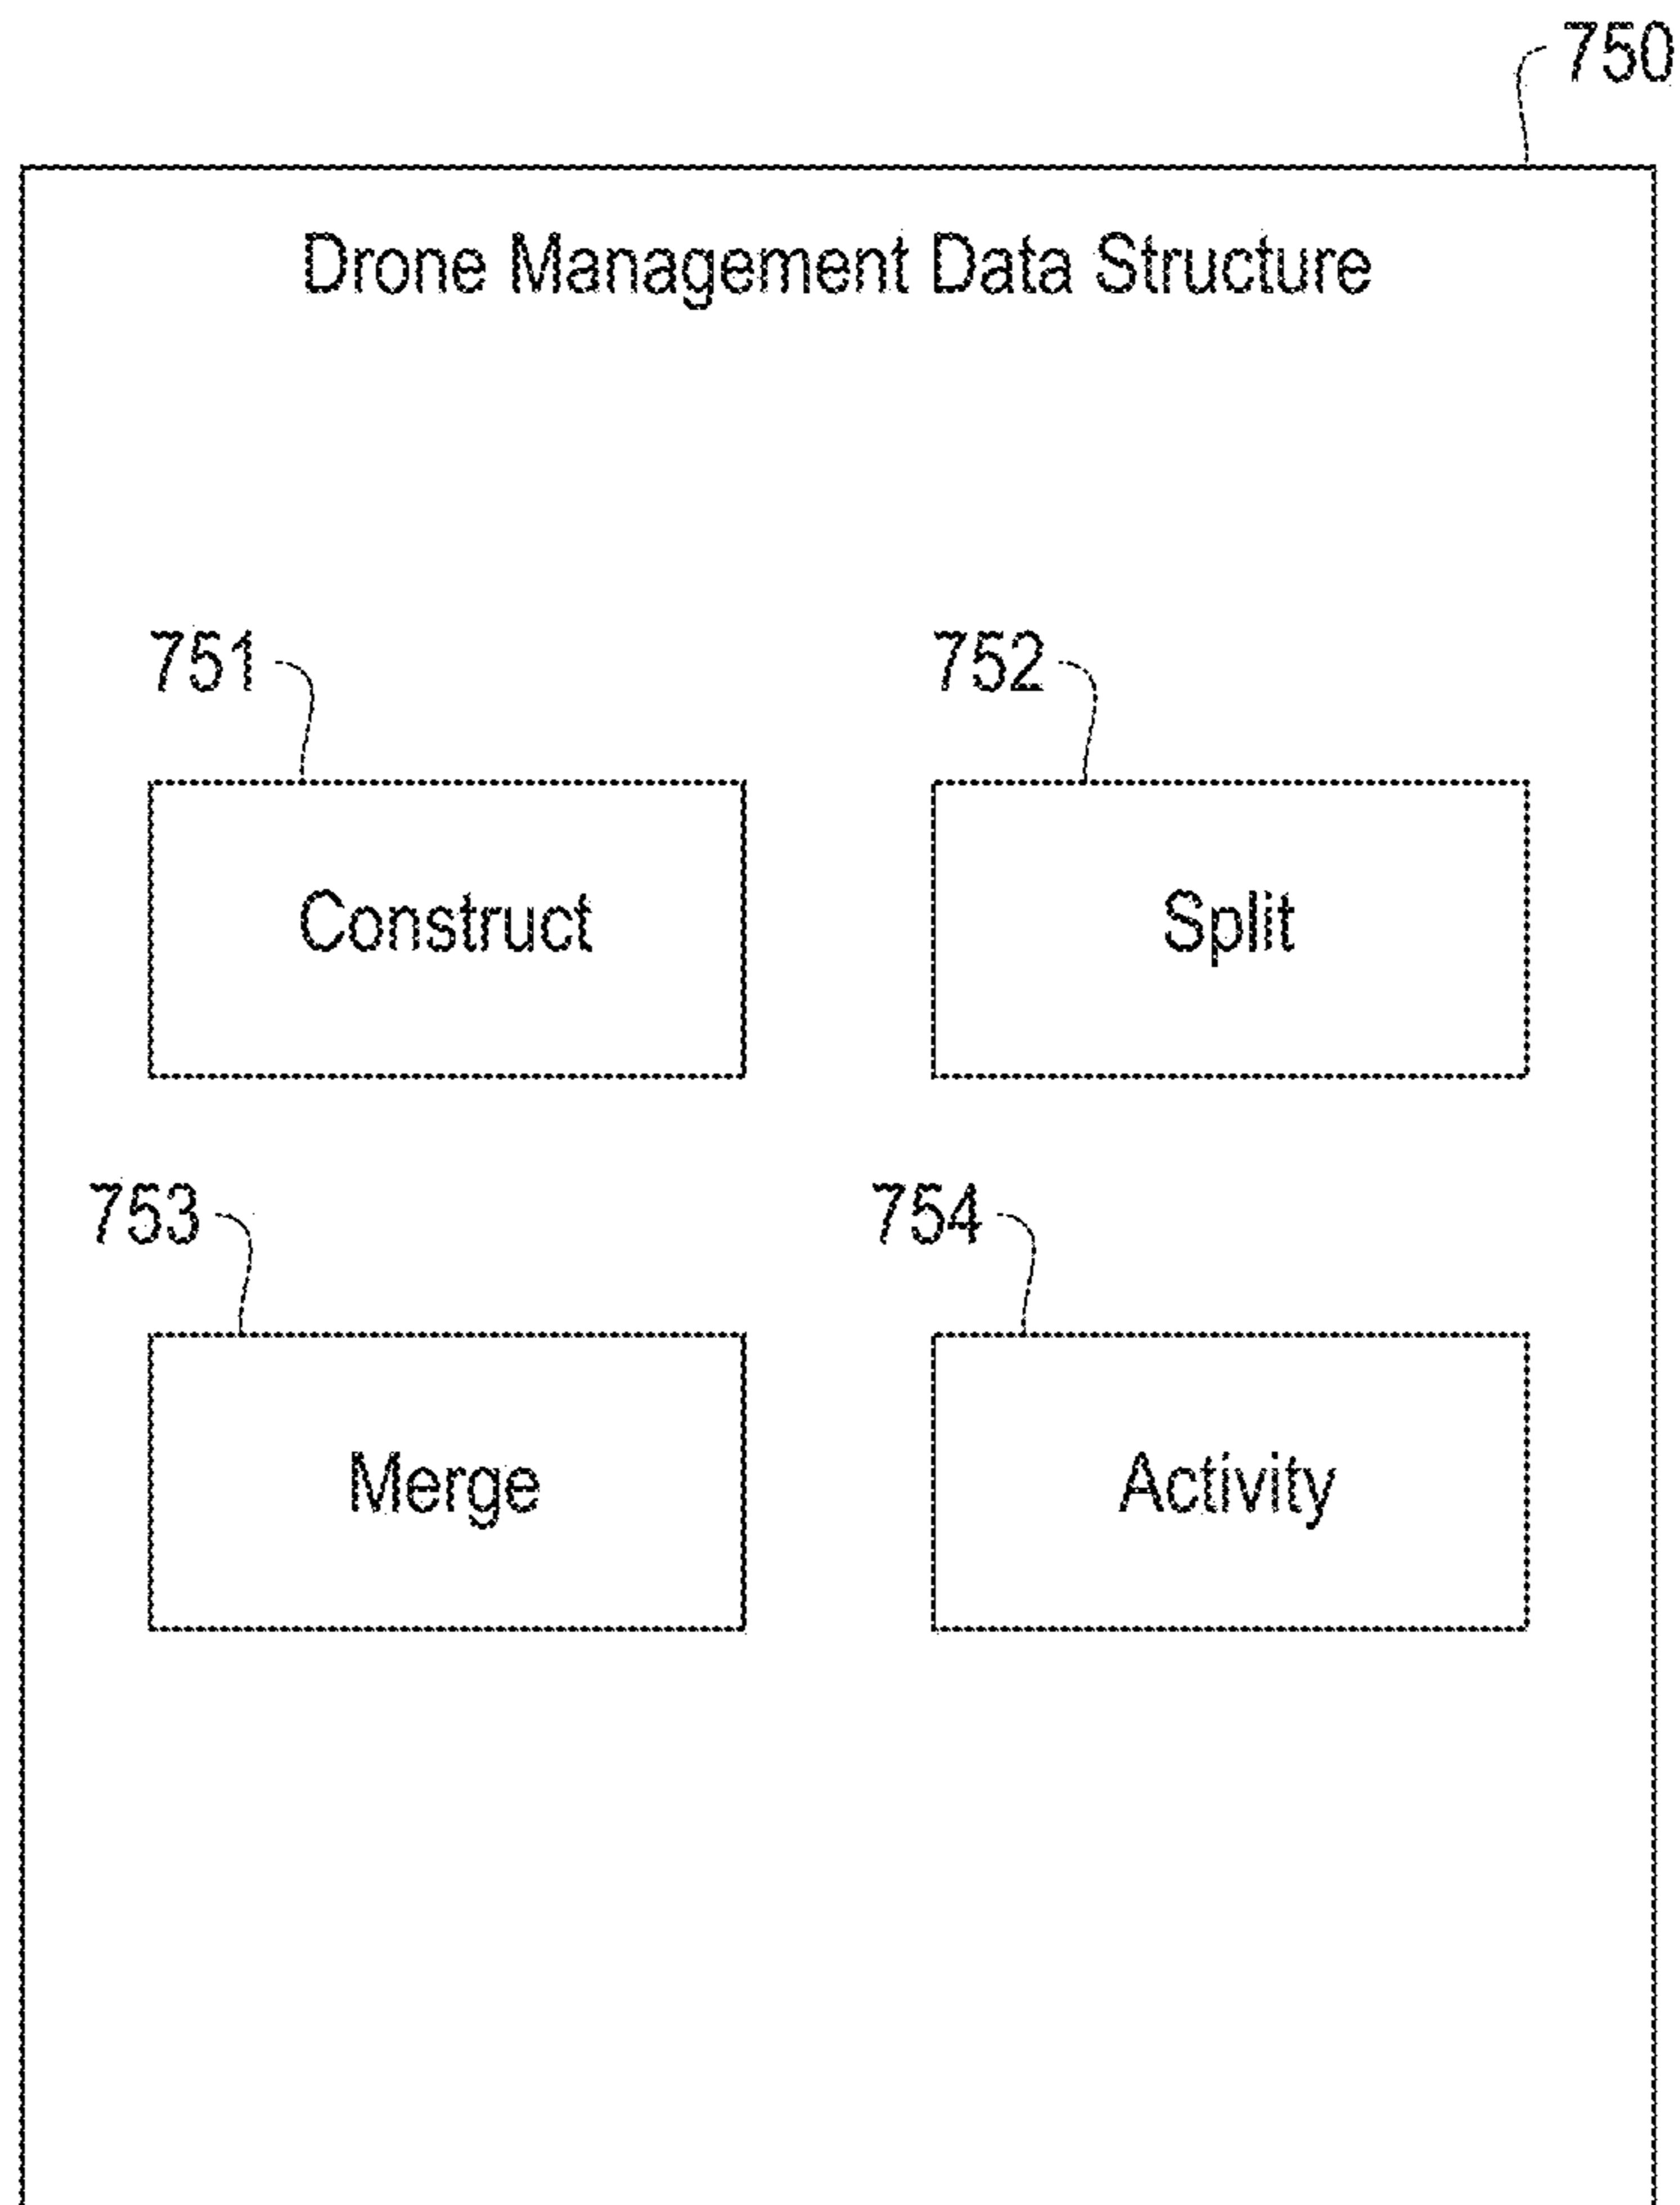 750
Drone Management Data Structure
751
752
Construct
Split
753
754
Merge
Activity